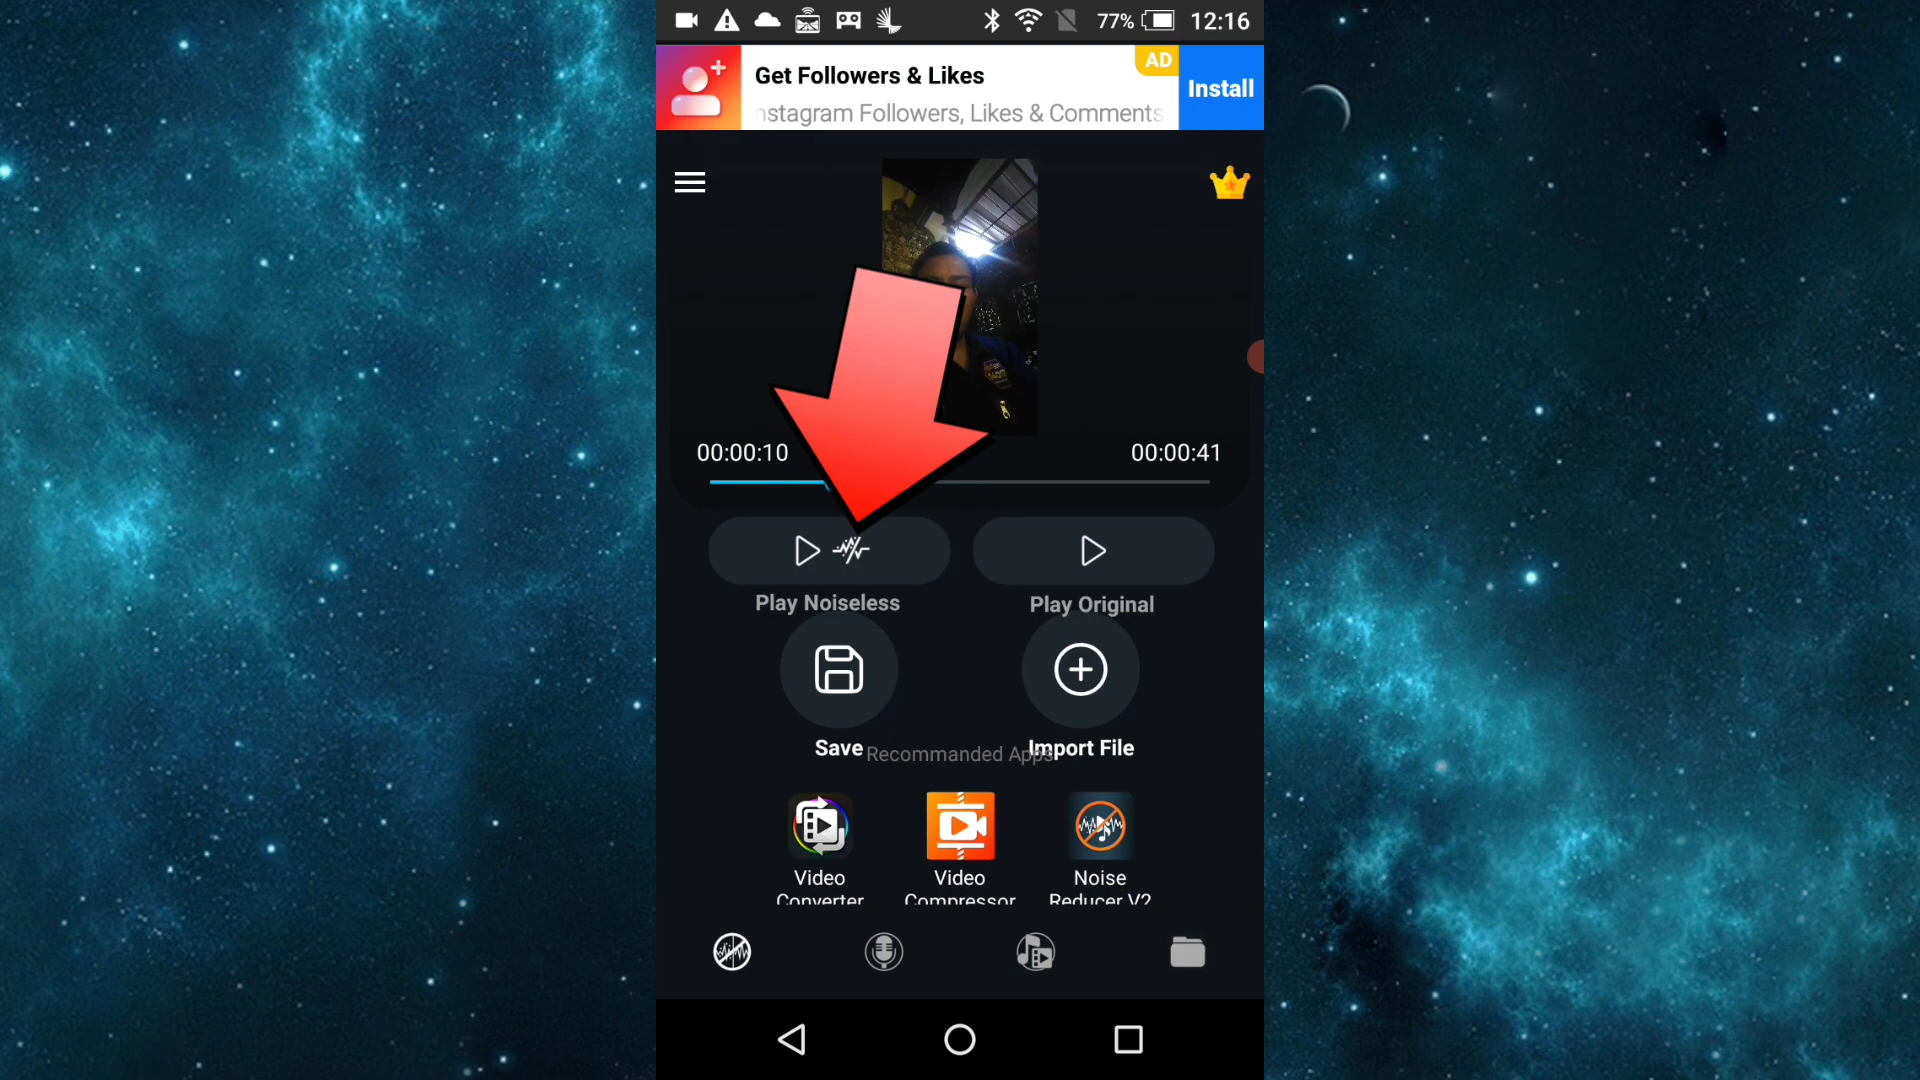 77% 12:16
Get Followers & Likes
AD
Install
nstagram Followers, Likes & Comments
00:00:10
00:00:41
Play Noiseless
Play Original
Save
Import File
Recommanded Apps
Video
Converter
Video
Compressor
Noise
Reducer V2